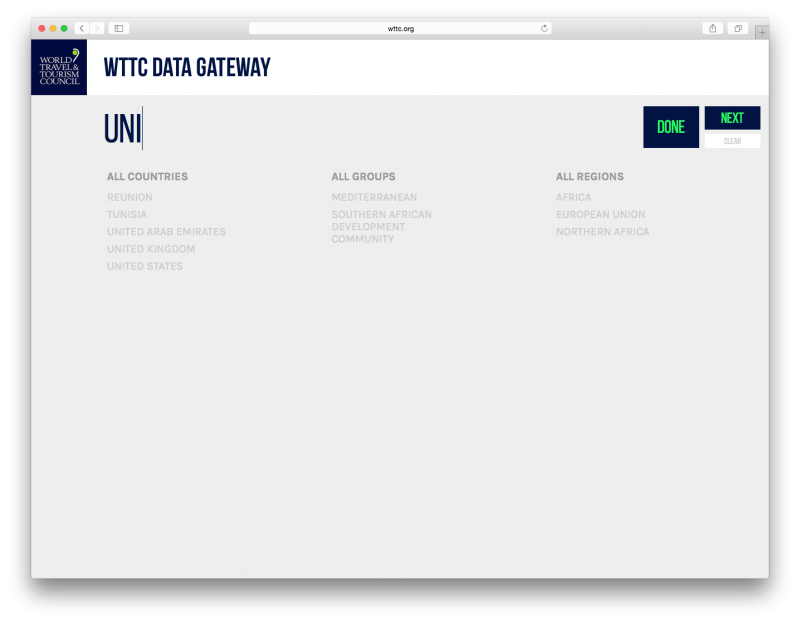 wttc.org
WORLD
TRAVEL &
TOURISM
COUNCIL
WTTC DATA GATEWAY
UNI
DONE
NEXT
CLEAR
ALL COUNTRIES
REUNION
TUNISIA
UNITED ARAB EMIRATES
UNITED KINGDOM
UNITED STATES
ALL GROUPS
MEDITERRANEAN
SOUTHERN AFRICAN
DEVELOPMENT
COMMUNITY
ALL REGIONS
AFRICA
EUROPEAN UNION
NORTHERN AFRICA